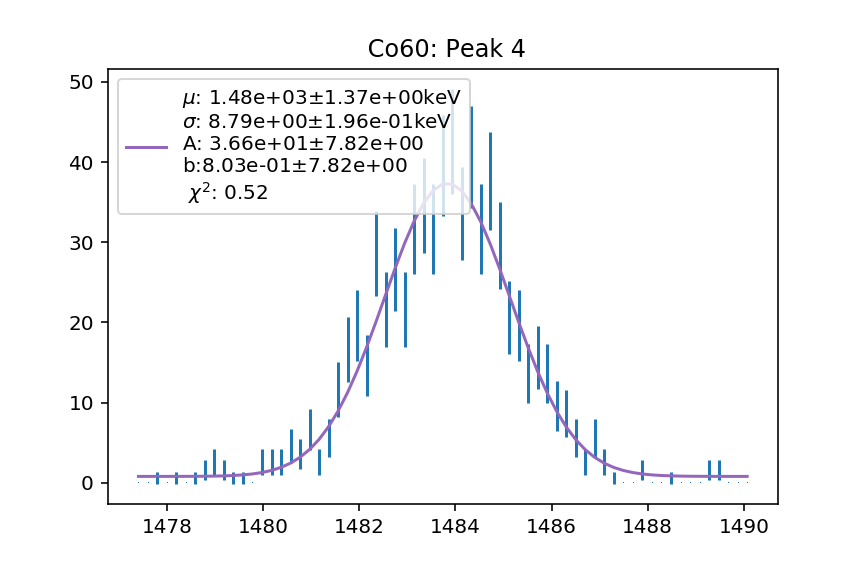 Co60: Peak 4
μ: 1.48e+03±1.37e+00keV
σ: 8.79e+00±1.96e-01keV
A: 3.66e+01±7.82e+00
b:8.03e-01±7.82e+00
χ²: 0.52
50
40
30
20
10
0
1478 1480 1482 1484 1486 1488 1490